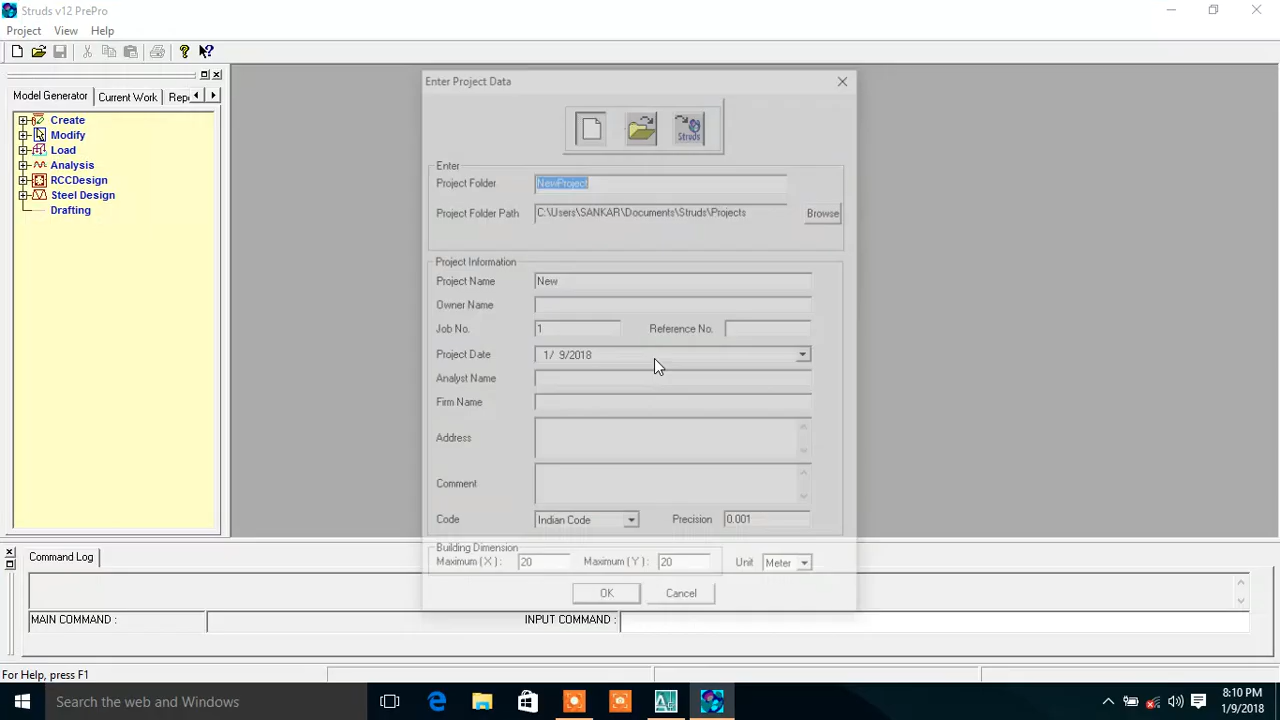 Struds v12 PrePro
Project View Help
Model Generator Current Work Rep
Create
Modify
Load
Analysis
RCCDesign
Steel Design
Drafting
Enter Project Data
Struds
Enter
Project Folder NewProject
Project Folder Path C:\Users\SANKAR\Documents\Struds\Projects Browse
Project Information
Project Name New
Owner Name
Job No. 1 Reference No.
Project Date 1/ 9/2018
Analyst Name
Firm Name
Address
Comment
Code Indian Code Precision 0.001
Building Dimension
Maximum ( X ) : 20 Maximum ( Y ) : 20 Unit Meter
OK Cancel
Command Log
MAIN COMMAND : INPUT COMMAND :
For Help, press F1
Search the web and Windows
8:10 PM
1/9/2018